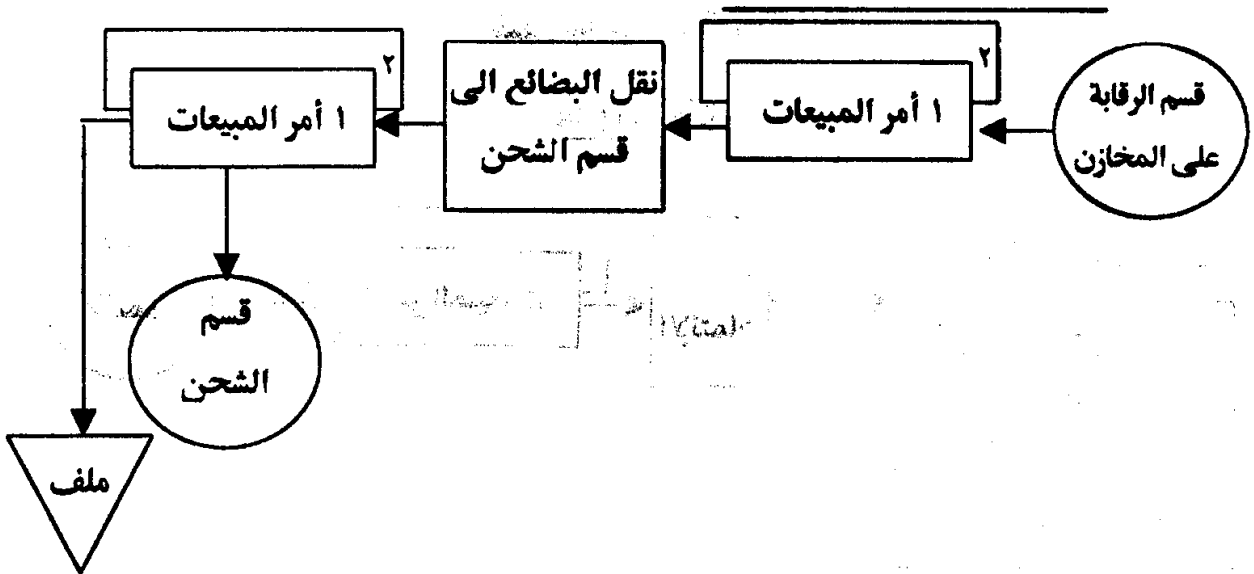 قسم الرقابة
على المخازن
٢
١ أمر المبيعات
نقل البضائع الى
قسم الشحن
٢
١ أمر المبيعات
قسم
الشحن
ملف